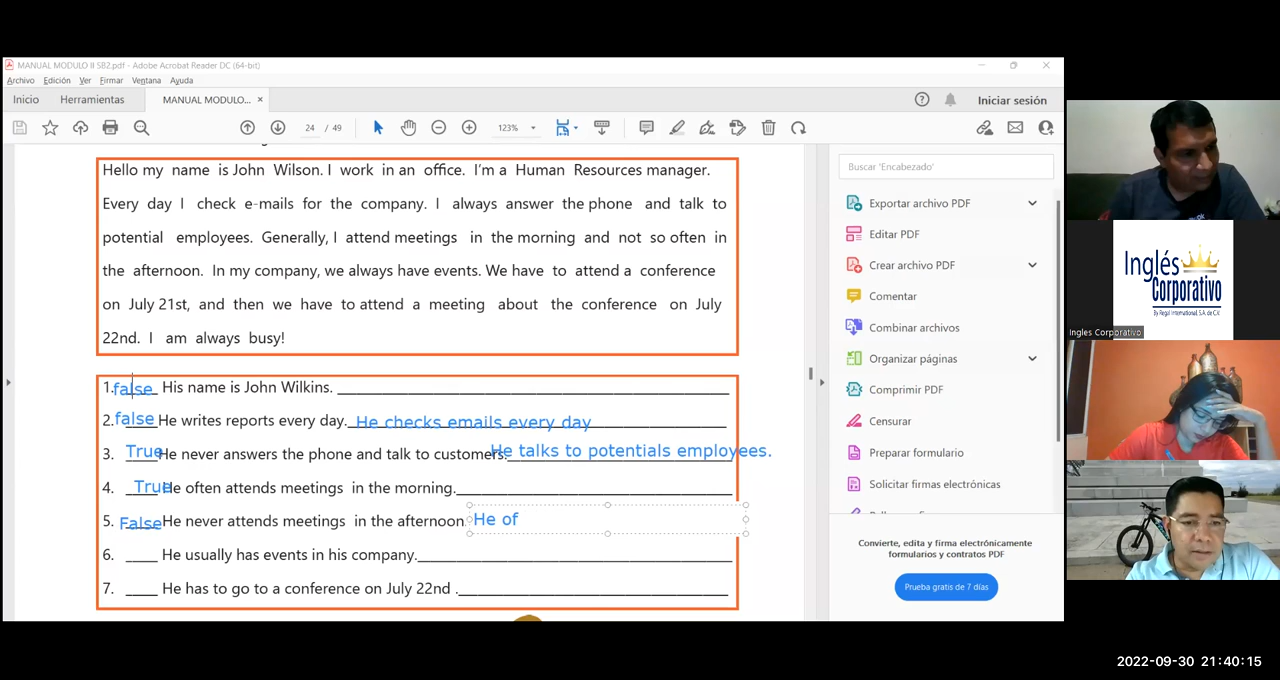 MANUAL MODULO II SB2.pdf - Adobe Acrobat Reader DC (64-bit)
Archivo Edición Ver Firmar Ventana Ayuda
Inicio Herramientas MANUAL MODULO... × Iniciar sesión
24 / 49 123%
Hello my name is John Wilson. I work in an office. I'm a Human Resources manager.
Every day I check e-mails for the company. I always answer the phone and talk to
potential employees. Generally, I attend meetings in the morning and not so often in
the afternoon. In my company, we always have events. We have to attend a conference
on July 21st, and then we have to attend a meeting about the conference on July
22nd. I am always busy!
1. false His name is John Wilkins.
2. false He writes reports every day. He checks emails every day
3. True He never answers the phone and talk to customers. He talks to potentials employees.
4. True He often attends meetings in the morning.
5. False He never attends meetings in the afternoon. He of
6. ____ He usually has events in his company.
7. ____ He has to go to a conference on July 22nd .
Buscar 'Encabezado'
Exportar archivo PDF
Editar PDF
Crear archivo PDF
Comentar
Combinar archivos
Organizar páginas
Comprimir PDF
Censurar
Preparar formulario
Solicitar firmas electrónicas
Convierte, edita y firma electrónicamente
formularios y contratos PDF
Prueba gratis de 7 días
Inglés
Corporativo
By Regal International, S.A. de C.V.
Ingles Corporativo
2022-09-30 21:40:15